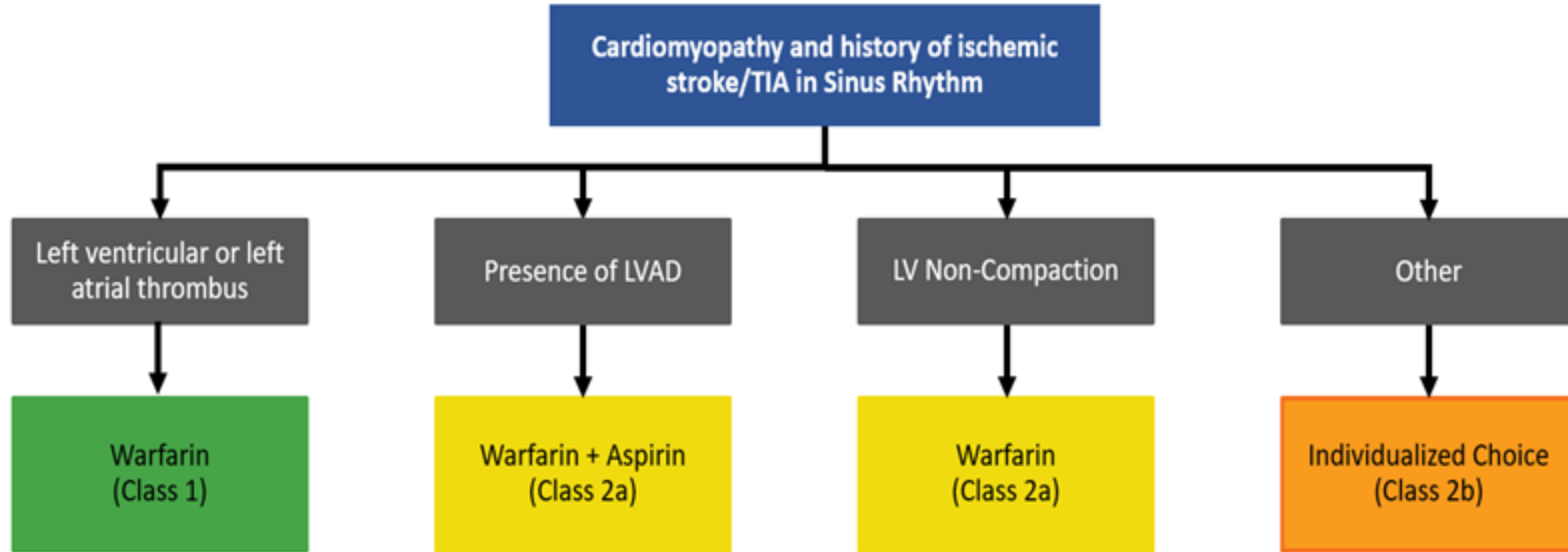 Cardiomyopathy and history of ischemic
stroke/TIA in Sinus Rhythm
Left ventricular or left
atrial thrombus
Presence of LVAD
LV Non-Compaction
Other
Warfarin
(Class 1)
Warfarin + Aspirin
(Class 2a)
Warfarin
(Class 2a)
Individualized Choice
(Class 2b)